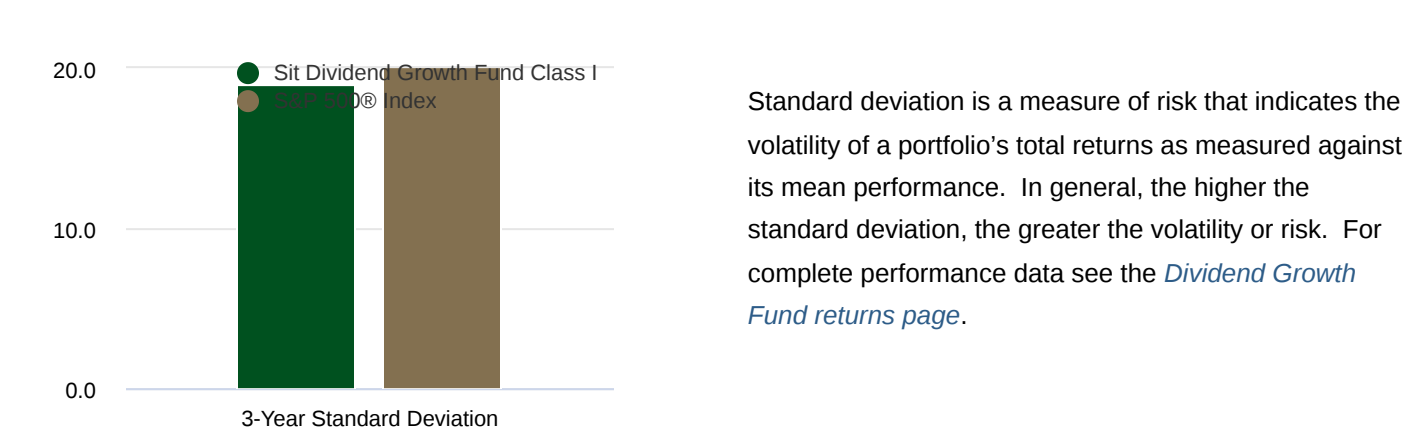 20.0
Sit Dividend Growth Fund Class I
S&P 500® Index
10.0
0.0
3-Year Standard Deviation
Standard deviation is a measure of risk that indicates the
volatility of a portfolio’s total returns as measured against
its mean performance.  In general, the higher the
standard deviation, the greater the volatility or risk.  For
complete performance data see the Dividend Growth
Fund returns page.